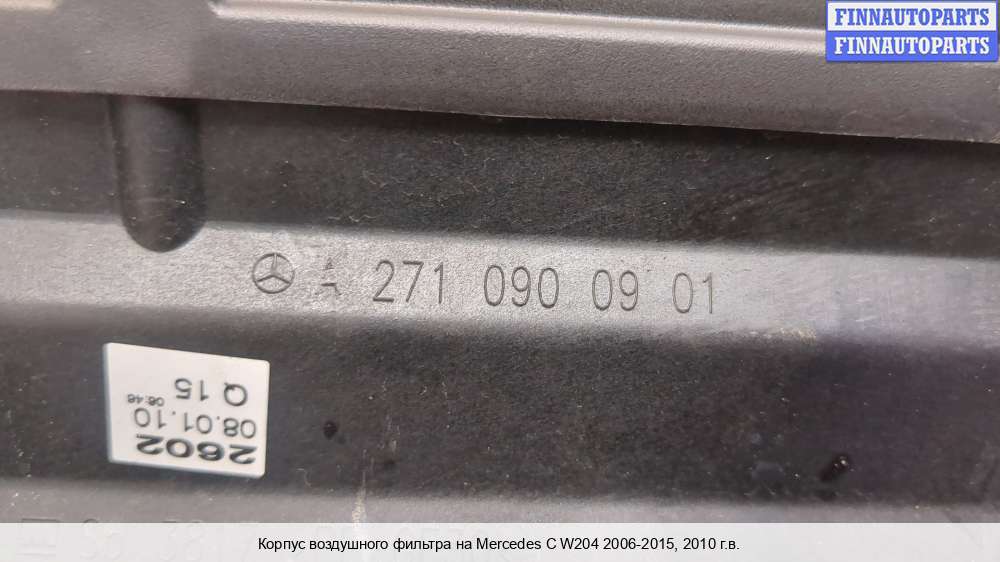 FINNAUTOPARTS
FINNAUTOPARTS
A 271 090 09 01
2602
08.01.10
06:46
Q 15
Корпус воздушного фильтра на Mercedes C W204 2006-2015, 2010 г.в.